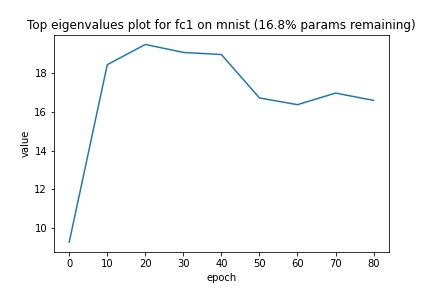 Top eigenvalues plot for fc1 on mnist (16.8% params remaining)
18
16
14
12
10
value
0 10 20 30 40 50 60 70 80
epoch